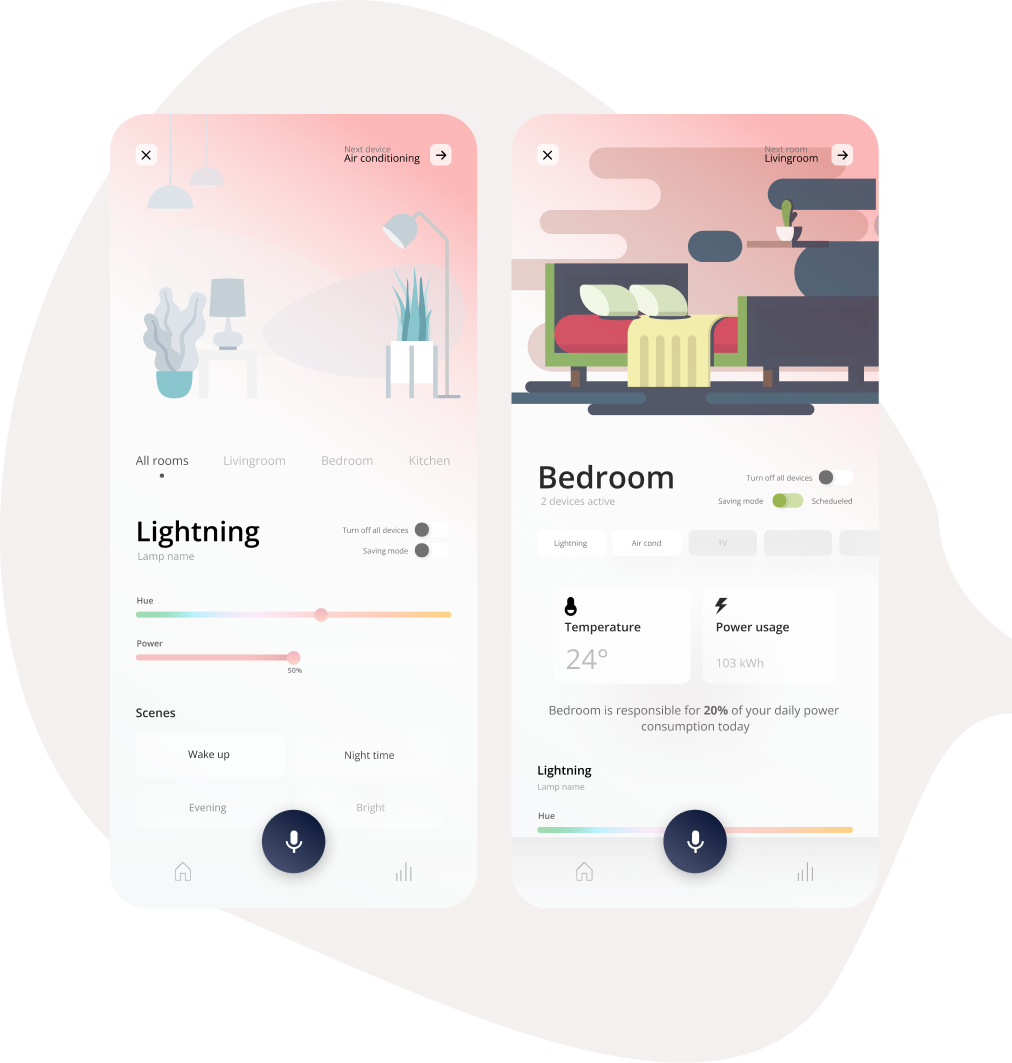 Next device
Air conditioning
All rooms
Livingroom
Bedroom
Kitchen
Lightning
Lamp name
Turn off all devices
Saving mode
Hue
Power
50%
Scenes
Wake up
Night time
Evening
Bright
Next room
Livingroom
Bedroom
2 devices active
Turn off all devices
Saving mode
Schedueled
Lightning
Air cond
TV
Temperature
24°
Power usage
103 kWh
Bedroom is responsible for 20% of your daily power
consumption today
Lightning
Lamp name
Hue